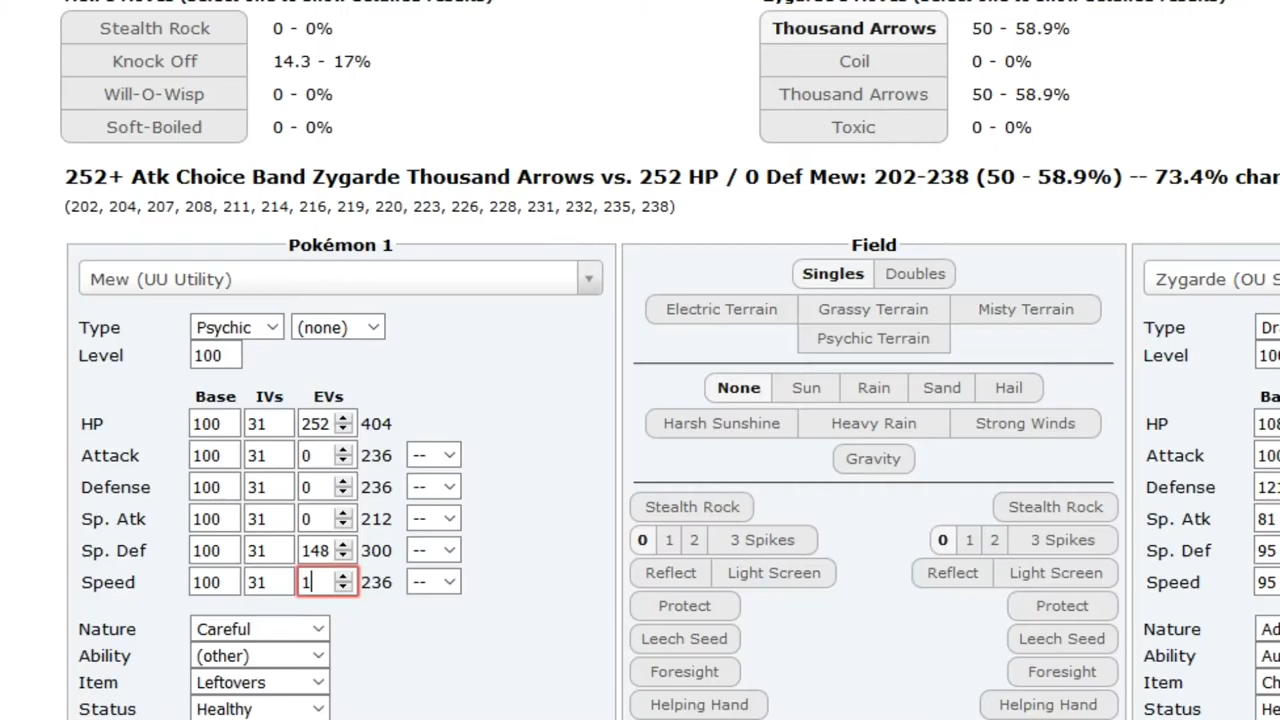 Stealth Rock 0 - 0%
Knock Off 14.3 - 17%
Will-O-Wisp 0 - 0%
Soft-Boiled 0 - 0%
Thousand Arrows 50 - 58.9%
Coil 0 - 0%
Thousand Arrows 50 - 58.9%
Toxic 0 - 0%
252+ Atk Choice Band Zygarde Thousand Arrows vs. 252 HP / 0 Def Mew: 202-238 (50 - 58.9%) -- 73.4%
(202, 204, 207, 208, 211, 214, 216, 219, 220, 223, 226, 228, 231, 232, 235, 238)
Pokémon 1
Mew (UU Utility)
Type Psychic (none)
Level 100
Base IVs EVs
HP 100 31 252 404
Attack 100 31 0 236 --
Defense 100 31 0 236 --
Sp. Atk 100 31 0 212 --
Sp. Def 100 31 148 300 --
Speed 100 31 1 236 --
Nature Careful
Ability (other)
Item Leftovers
Status Healthy
Field
Singles Doubles
Electric Terrain Grassy Terrain Misty Terrain
Psychic Terrain
None Sun Rain Sand Hail
Harsh Sunshine Heavy Rain Strong Winds
Gravity
Stealth Rock Stealth Rock
0 1 2 3 Spikes 0 1 2 3 Spikes
Reflect Light Screen Reflect Light Screen
Protect Protect
Leech Seed Leech Seed
Foresight Foresight
Helping Hand Helping Hand
Zygarde (OU
Type
Level
HP 108
Attack
Defense 121
Sp. Atk 81
Sp. Def 95
Speed 95
Nature
Ability
Item
Status